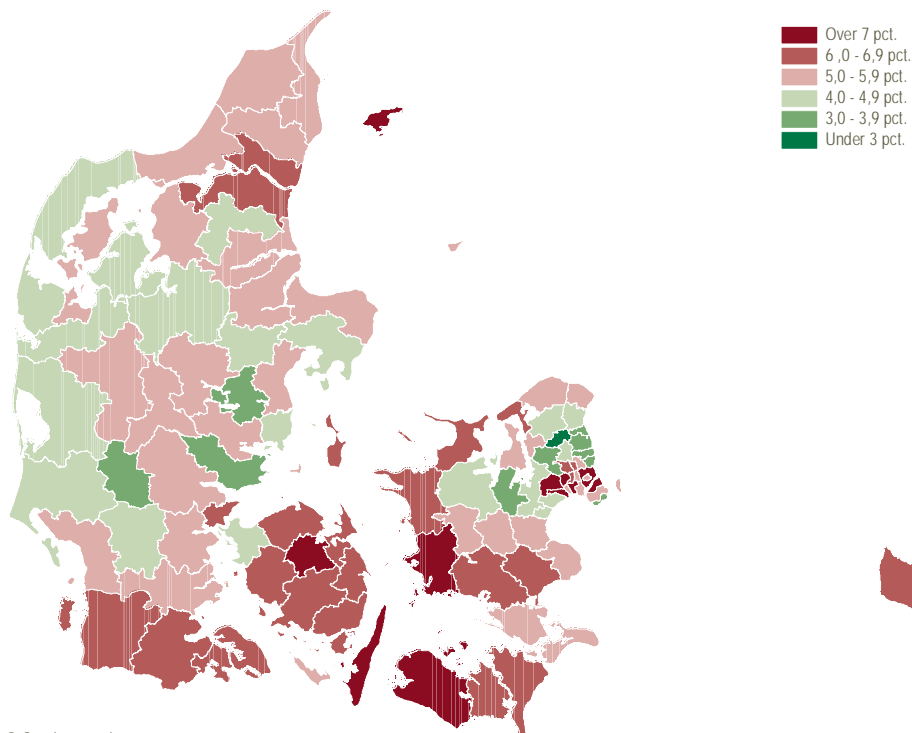 Over 7 pct.
6 ,0 - 6,9 pct.
5,0 - 5,9 pct.
4,0 - 4,9 pct.
3,0 - 3,9 pct.
Under 3 pct.